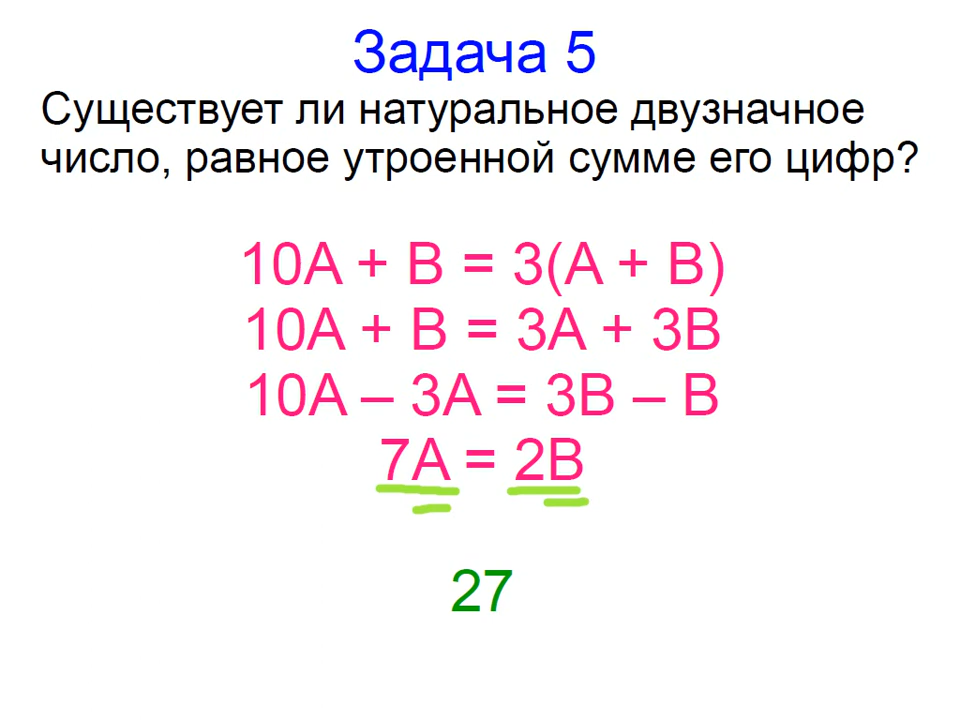 Задача 5
Существует ли натуральное двузначное
число, равное утроенной сумме его цифр?
10A + B = 3(A + B)
10A + B = 3A + 3B
10A – 3A = 3B – B
7A = 2B
27